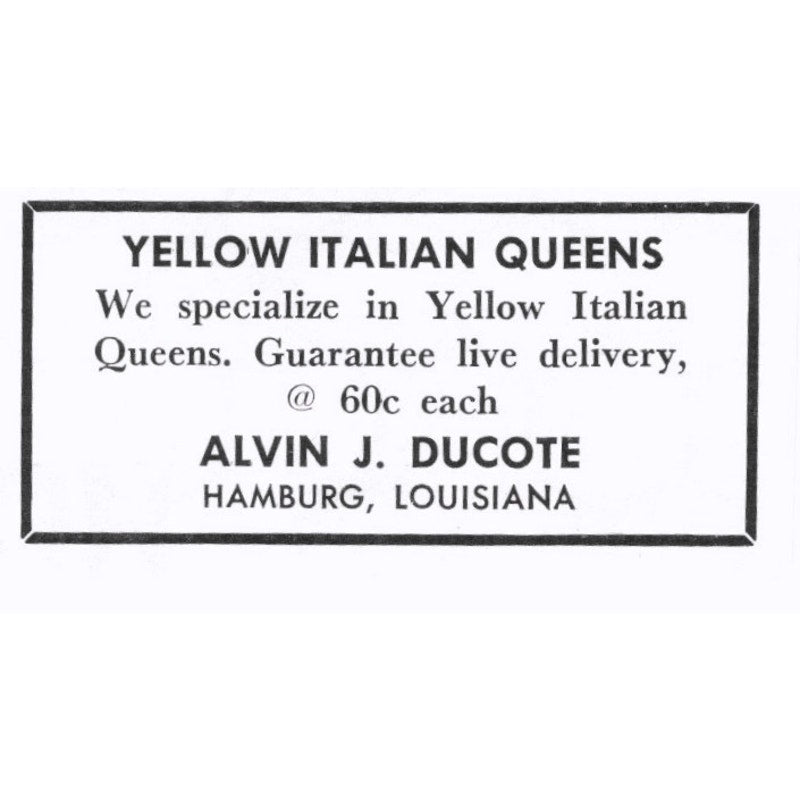 YELLOW ITALIAN QUEENS
We specialize in Yellow Italian
Queens. Guarantee live delivery,
@ 60c each
ALVIN J. DUCOTE
HAMBURG, LOUISIANA